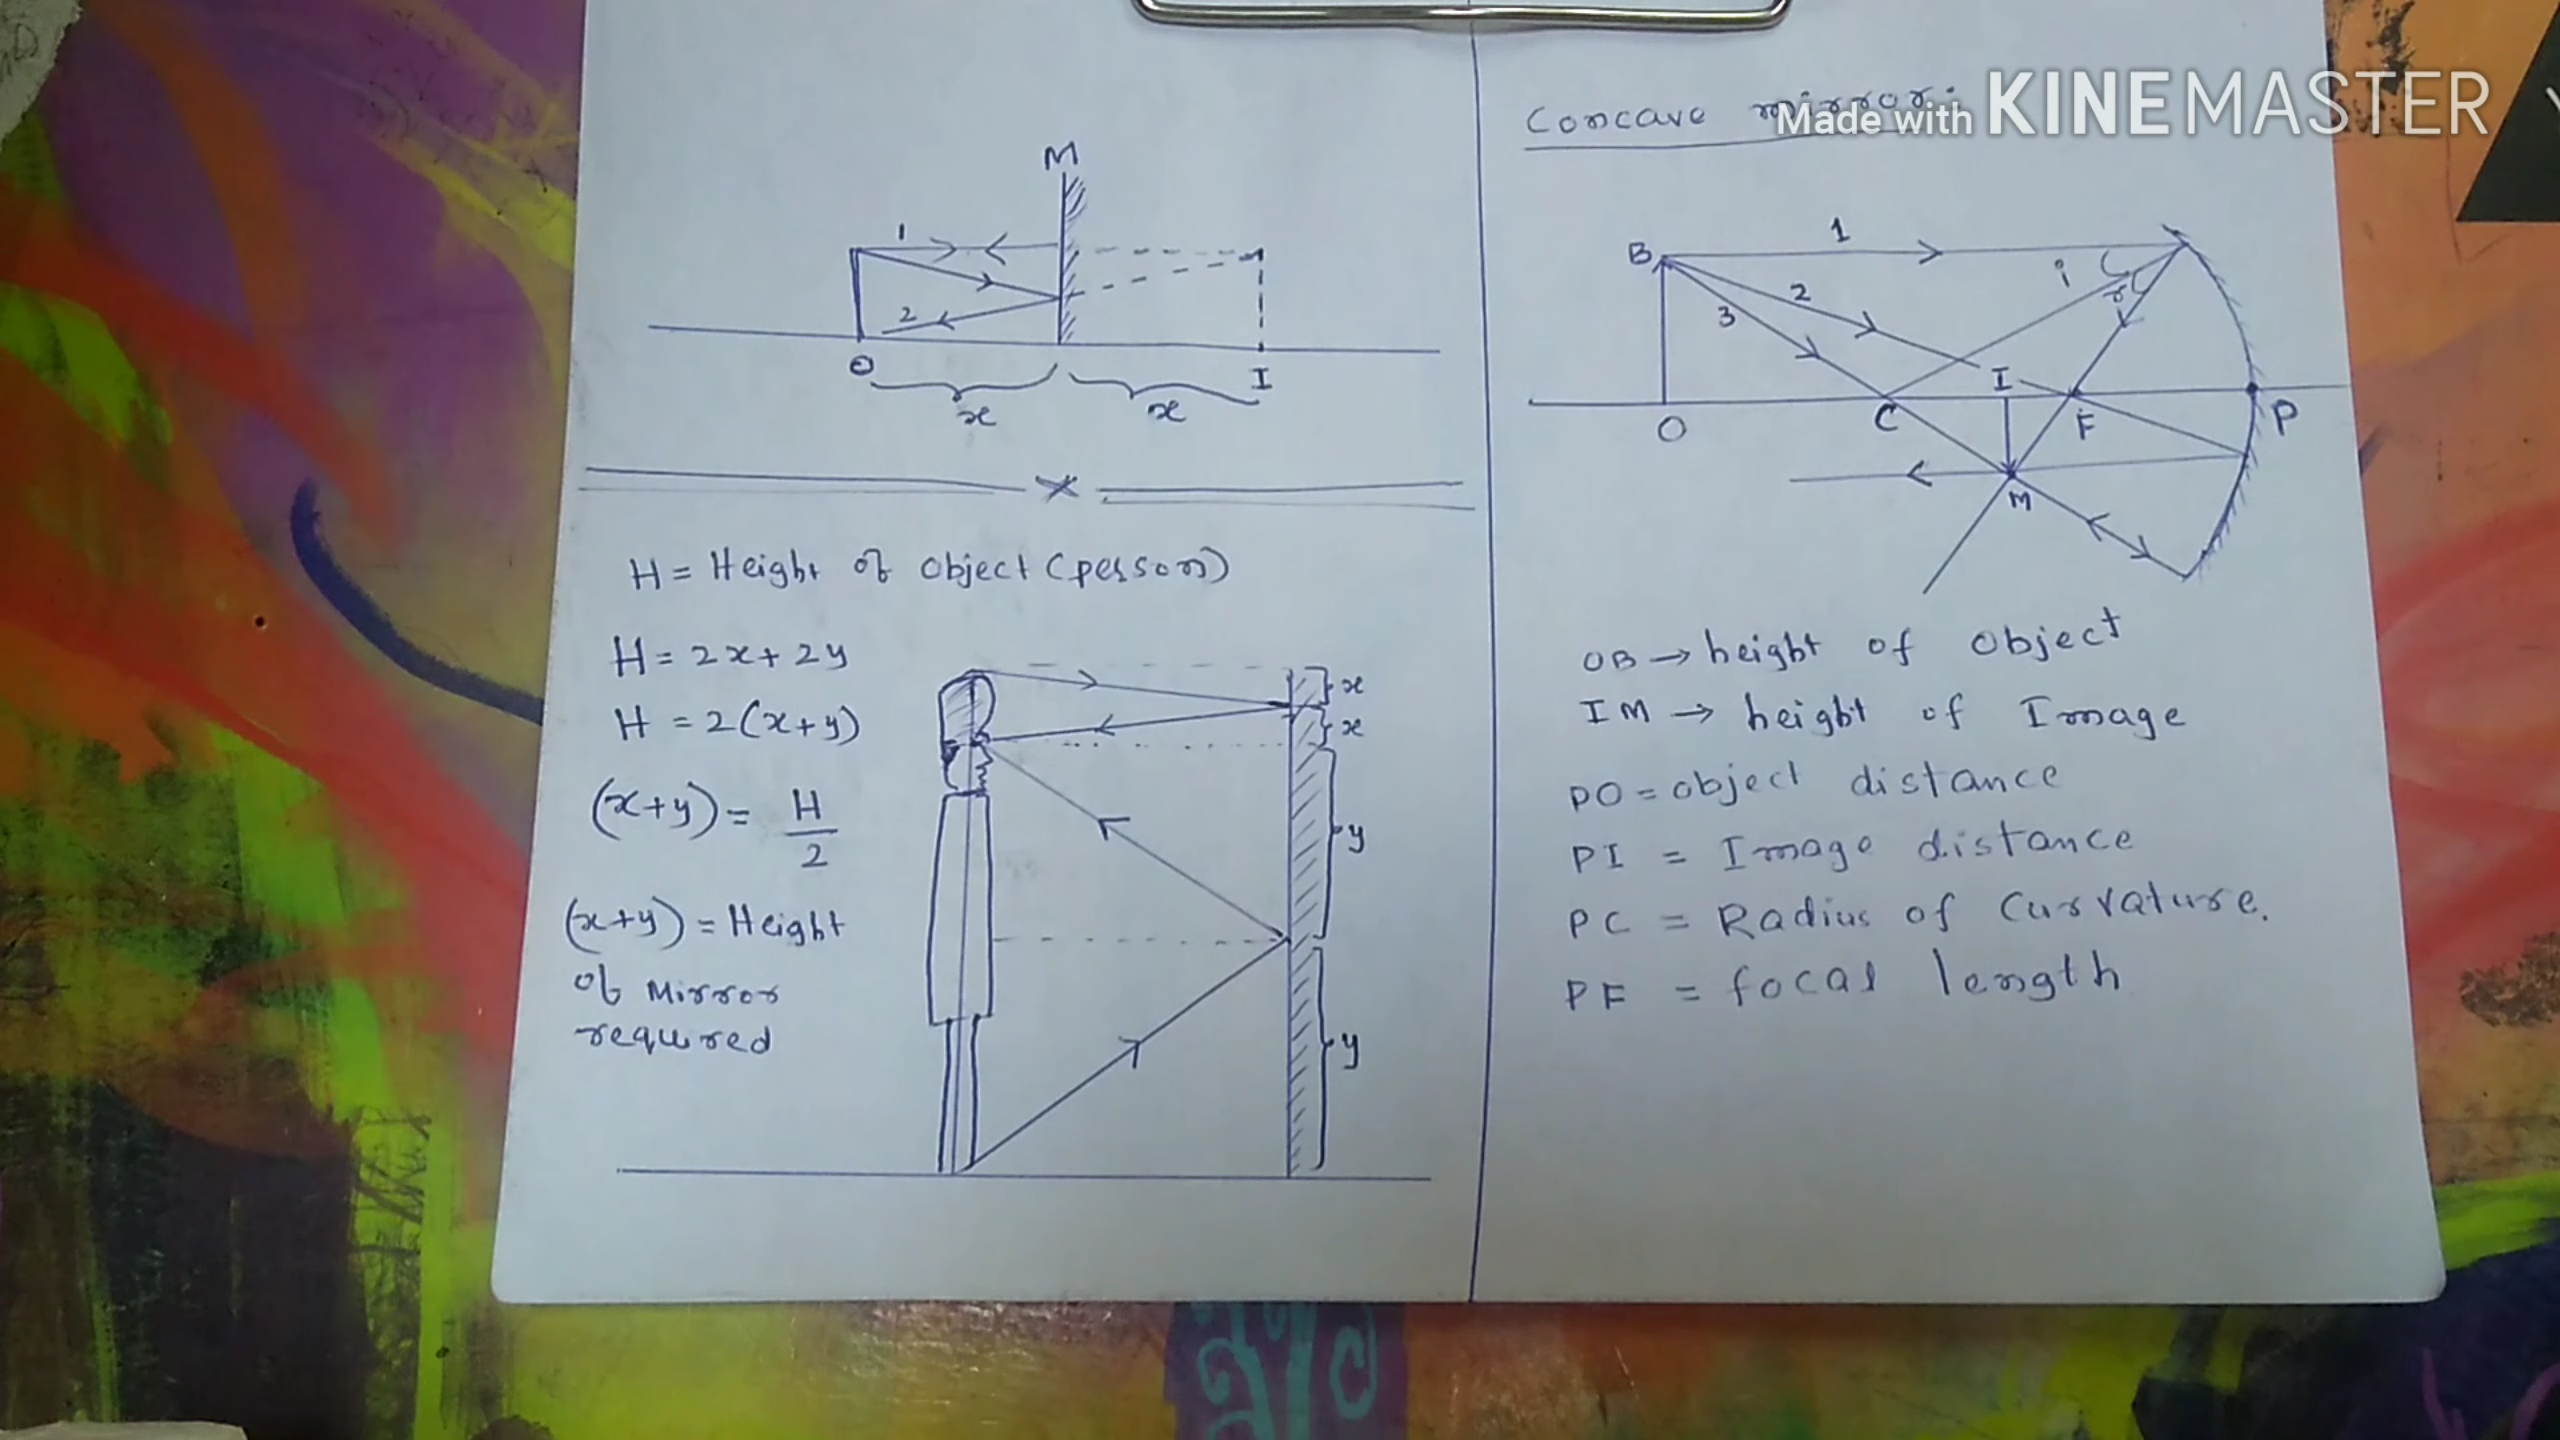 M
1
2
O
I
x
x
H = Height of object (person)
H = 2x + 2y
H = 2(x+y)
(x+y) = H/2
(x+y) = Height
of Mirror
required
x
x
y
y
Concave mirror:
Made with KINEMASTER
B
1
2
3
i
r
I
O
C
F
P
M
OB → height of object
IM → height of Image
PO = object distance
PI = Image distance
PC = Radius of Curvature.
PF = focal length